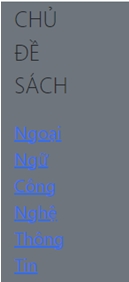 CHỦ
ĐỀ
SÁCH
Ngoại
Ngữ
Công
Nghệ
Thông
Tin